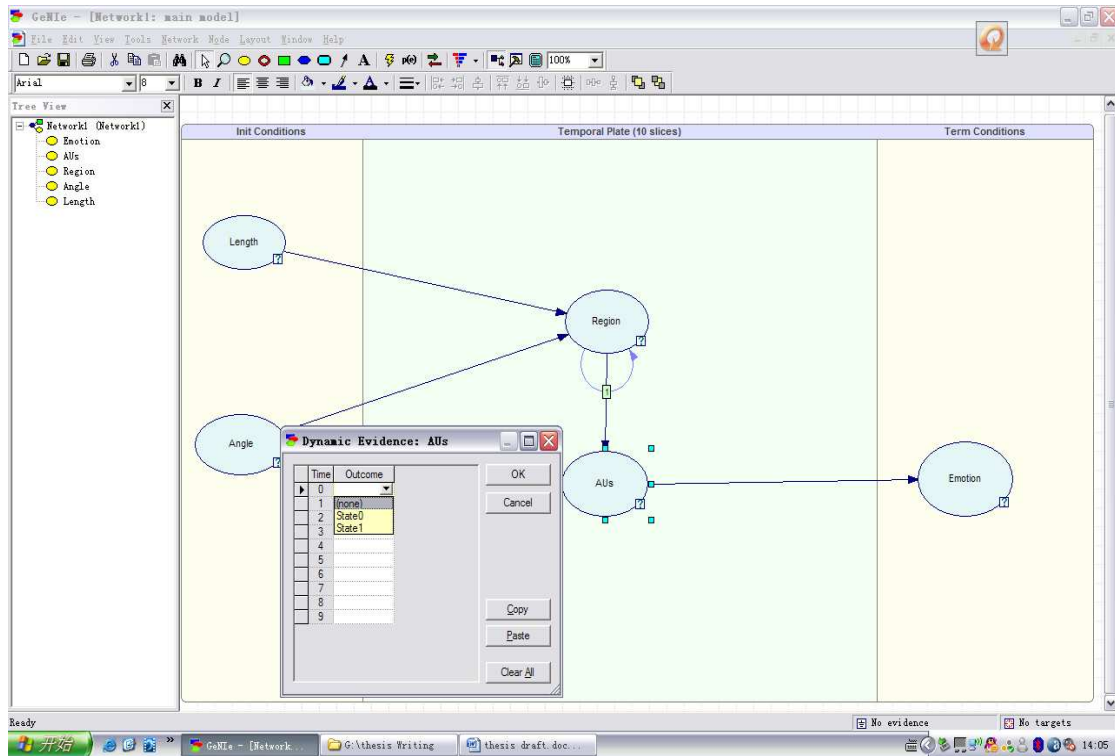 GeNIe - [Network1: main model]
File Edit View Tools Network Node Layout Window Help
A p(e) 100%
Arial 8 B I A
Tree View
Init Conditions Temporal Plate (10 slices) Term Conditions
Network1 (Network1)
Emotion
AUs
Region
Angle
Length
Length
?
Region
?
1
Angle
?
AUs
?
Emotion
?
Dynamic Evidence: AUs
Time Outcome
0
1 (none)
2 State0
3 State1
4
5
6
7
8
9
OK
Cancel
Copy
Paste
Clear All
Ready No evidence No targets
开始 » GeNIe - [Network... G:\thesis Writing thesis draft.doc... 14:05